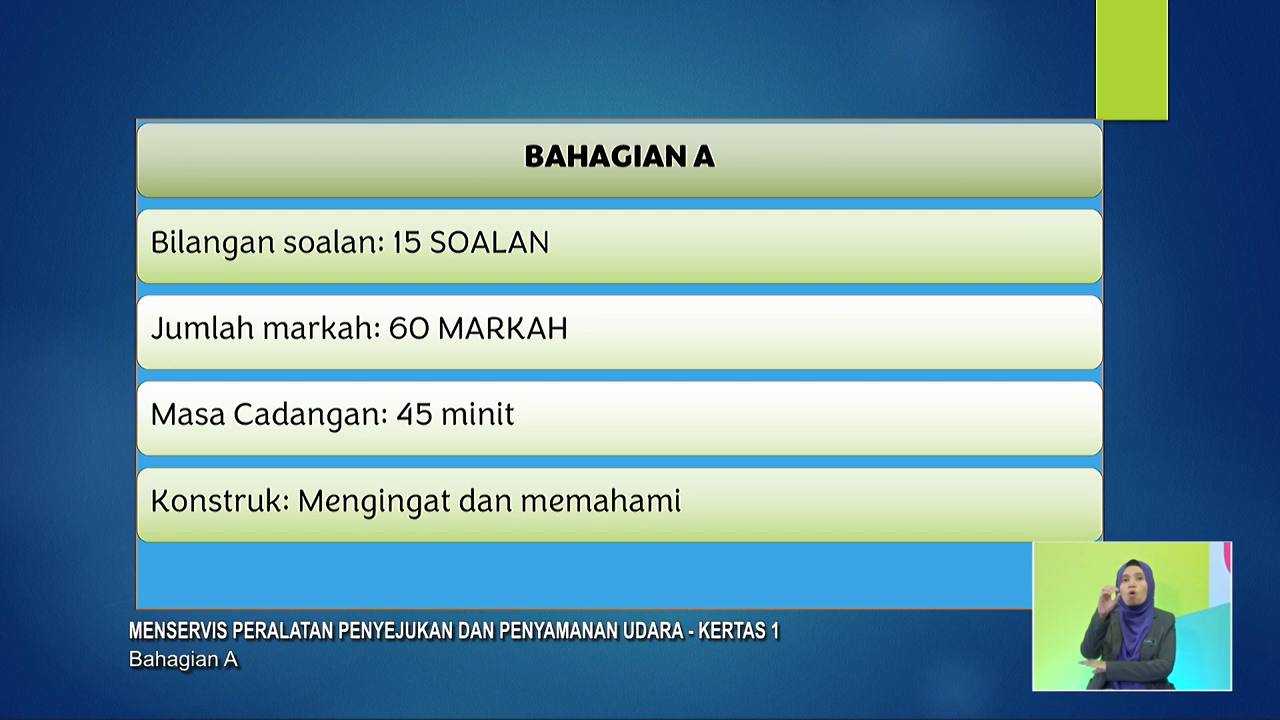 BAHAGIAN A
Bilangan soalan: 15 SOALAN
Jumlah markah: 60 MARKAH
Masa Cadangan: 45 minit
Konstruk: Mengingat dan memahami
MENSERVIS PERALATAN PENYEJUKAN DAN PENYAMANAN UDARA - KERTAS 1
Bahagian A